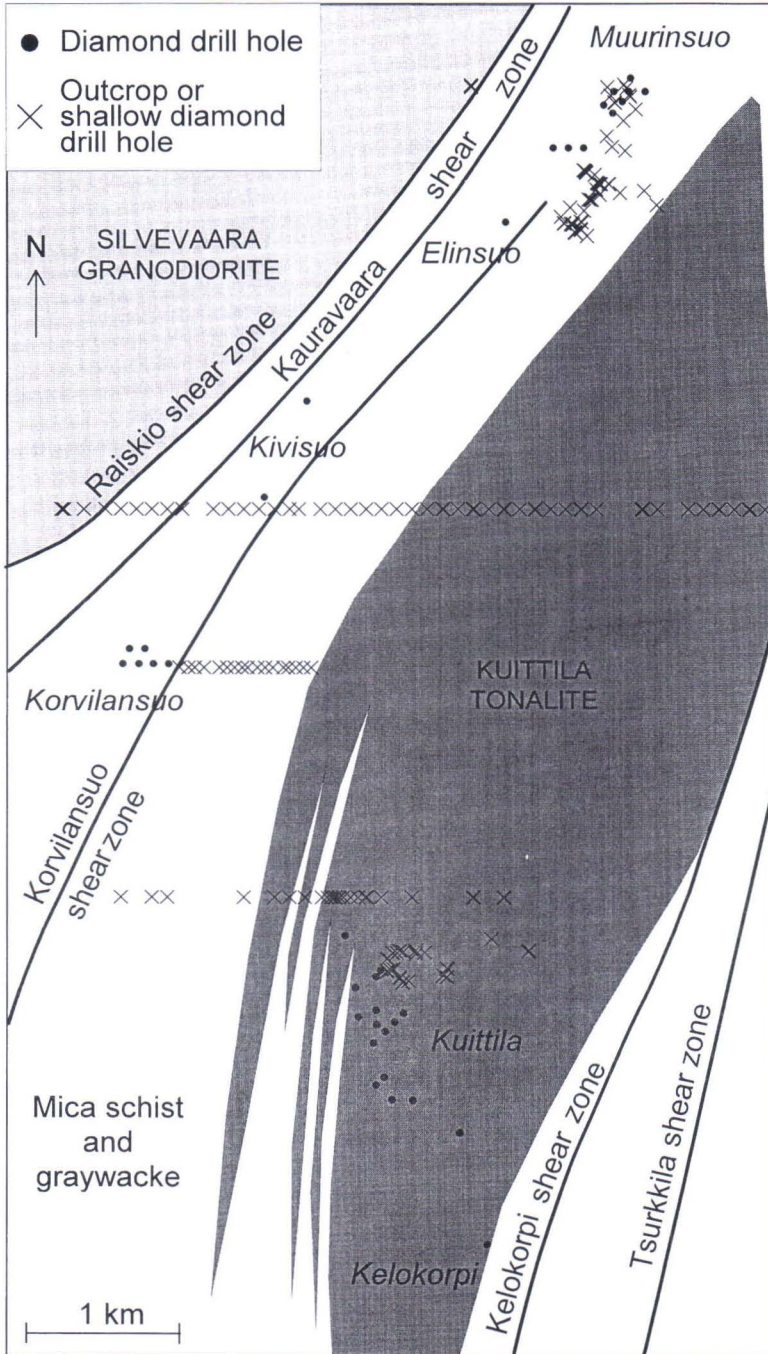 Diamond drill hole
Outcrop or
shallow diamond
drill hole
Muurinsuo
N
SILVEVAARA
GRANODIORITE
Elinsuo
Kauravaara shear zone
Raiskio shear zone
Kivisuo
Korvilansuo
KUITTILA
TONALITE
Korvilansuo
shear zone
Kuittila
Mica schist
and
graywacke
Kelokorpi shear zone
Tsurkkila shear zone
Kelokorpi
1 km